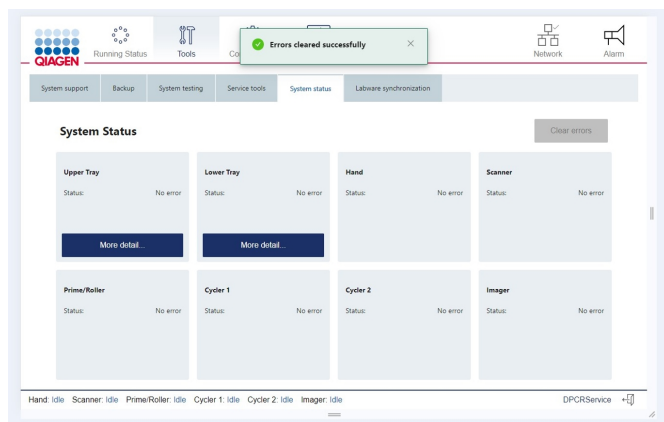 Errors cleared successfully
QIAGEN
Running Status
Tools
Network
Alarm
System support
Backup
System testing
Service tools
System status
Labware synchronization
System Status
Clear errors
Upper Tray
Status: No error
More detail...
Lower Tray
Status: No error
More detail...
Hand
Status: No error
Scanner
Status: No error
Prime/Roller
Status: No error
Cycler 1
Status: No error
Cycler 2
Status: No error
Imager
Status: No error
Hand: Idle Scanner: Idle Prime/Roller: Idle Cycler 1: Idle Cycler 2: Idle Imager: Idle
DPCRService